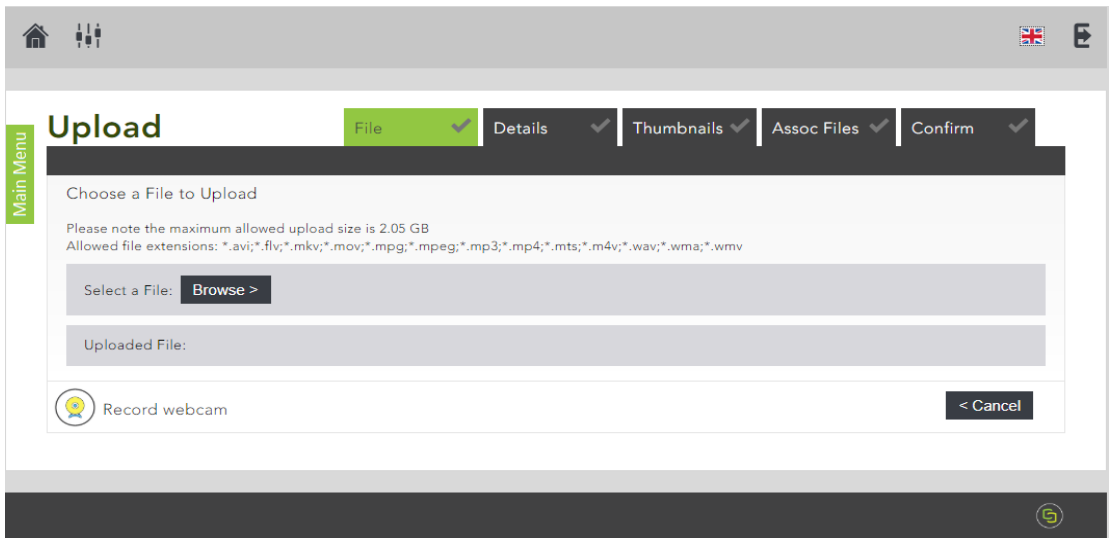 Main Menu
Upload
File
Details
Thumbnails
Assoc Files
Confirm
Choose a File to Upload
Please note the maximum allowed upload size is 2.05 GB
Allowed file extensions: *.avi;*.flv;*.mkv;*.mov;*.mpg;*.mpeg;*.mp3;*.mp4;*.mts;*.m4v;*.wav;*.wma;*.wmv
Select a File: Browse >
Uploaded File:
Record webcam
< Cancel